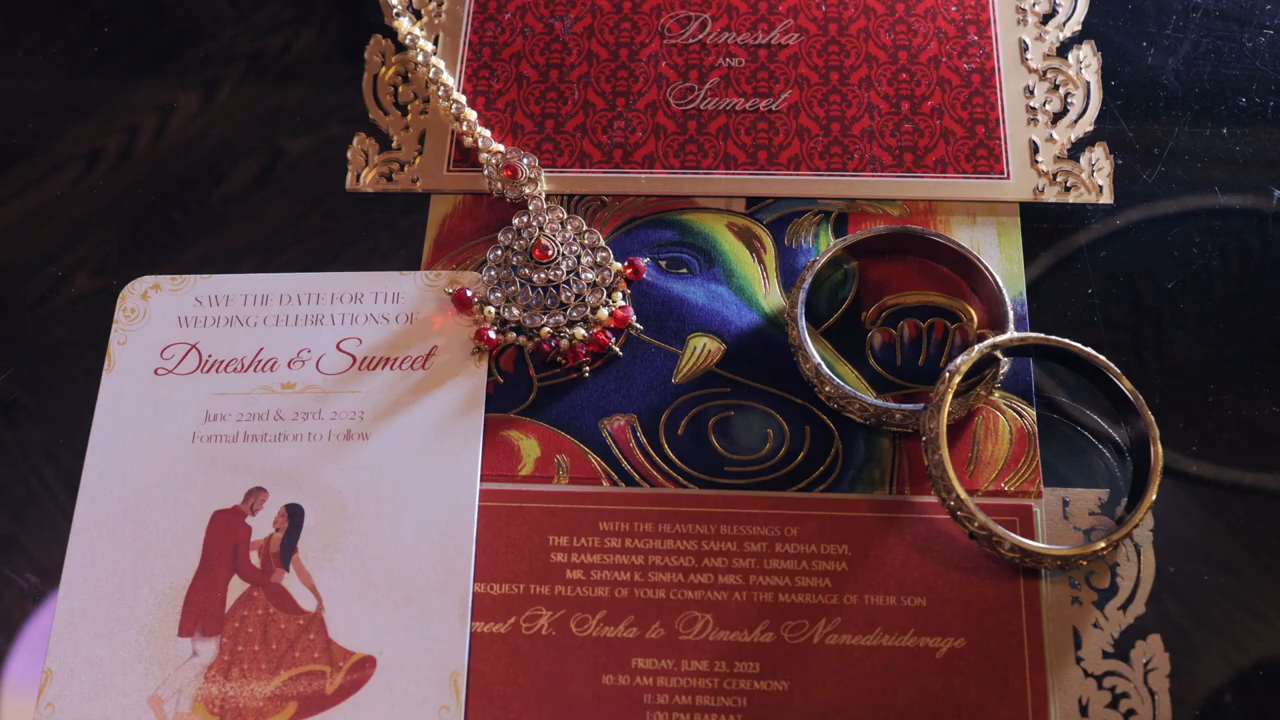 Dinesha
AND
Sumeet
SAVE THE DATE FOR THE
WEDDING CELEBRATIONS OF
Dinesha & Sumeet
June 22nd & 23rd, 2023
Formal Invitation to Follow
WITH THE HEAVENLY BLESSINGS OF
THE LATE SRI RAGHUBANS SAHAI, SMT. RADHA DEVI,
SRI RAMESHWAR PRASAD, AND SMT. URMILA SINHA
MR. SHYAM K. SINHA AND MRS. PANNA SINHA
REQUEST THE PLEASURE OF YOUR COMPANY AT THE MARRIAGE OF THEIR SON
meet K. Sinha to Dinesha Nanediridevage
FRIDAY, JUNE 23, 2023
10:30 AM BUDDHIST CEREMONY
11:30 AM BRUNCH
1:00 PM BARAAT